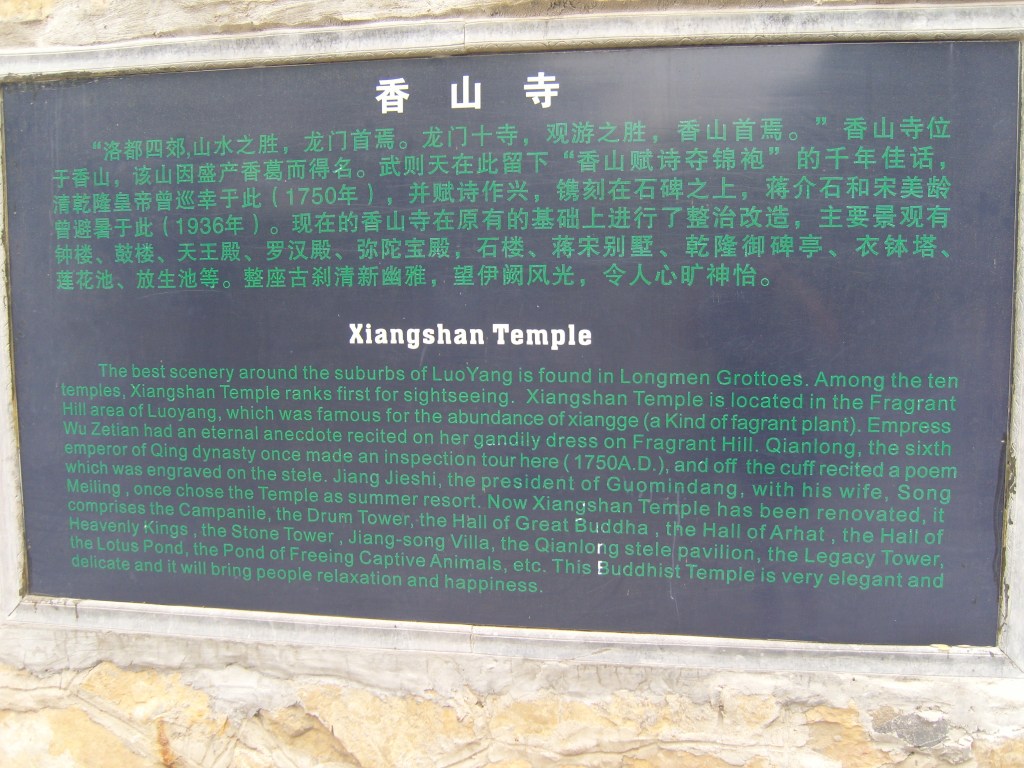 香山寺
“洛都四郊,山水之胜，龙门首焉。龙门十寺，观游之胜，香山首焉。”香山寺位
于香山，该山因盛产香葛而得名。武则天在此留下“香山赋诗夺锦袍”的千年佳话，
清乾隆皇帝曾巡幸于此（1750年），并赋诗作兴，镌刻在石碑之上，蒋介石和宋美龄
曾避暑于此（1936年）。现在的香山寺在原有的基础上进行了整治改造，主要景观有
钟楼、鼓楼、天王殿、罗汉殿、弥陀宝殿，石楼、蒋宋别墅、乾隆御碑亭、衣钵塔、
莲花池、放生池等。整座古刹清新幽雅，望伊阙风光，令人心旷神怡。
Xiangshan Temple
The best scenery around the suburbs of LuoYang is found in Longmen Grottoes. Among the ten
temples, Xiangshan Temple ranks first for sightseeing. Xiangshan Temple is located in the Fragrant
Hill area of Luoyang, which was famous for the abundance of xiangge (a Kind of fagrant plant). Empress
Wu Zetian had an eternal anecdote recited on her gandily dress on Fragrant Hill. Qianlong, the sixth
emperor of Qing dynasty once made an inspection tour here (1750A.D.), and off the cuff recited a poem
which was engraved on the stele. Jiang Jieshi, the president of Guomindang, with his wife, Song
Meiling , once chose the Temple as summer resort. Now Xiangshan Temple has been renovated, it
comprises the Campanile, the Drum Tower, the Hall of Great Buddha , the Hall of Arhat , the Hall of
Heavenly Kings , the Stone Tower , Jiang-song Villa, the Qianlong stele pavilion, the Legacy Tower,
the Lotus Pond, the Pond of Freeing Captive Animals, etc. This Buddhist Temple is very elegant and
delicate and it will bring people relaxation and happiness.